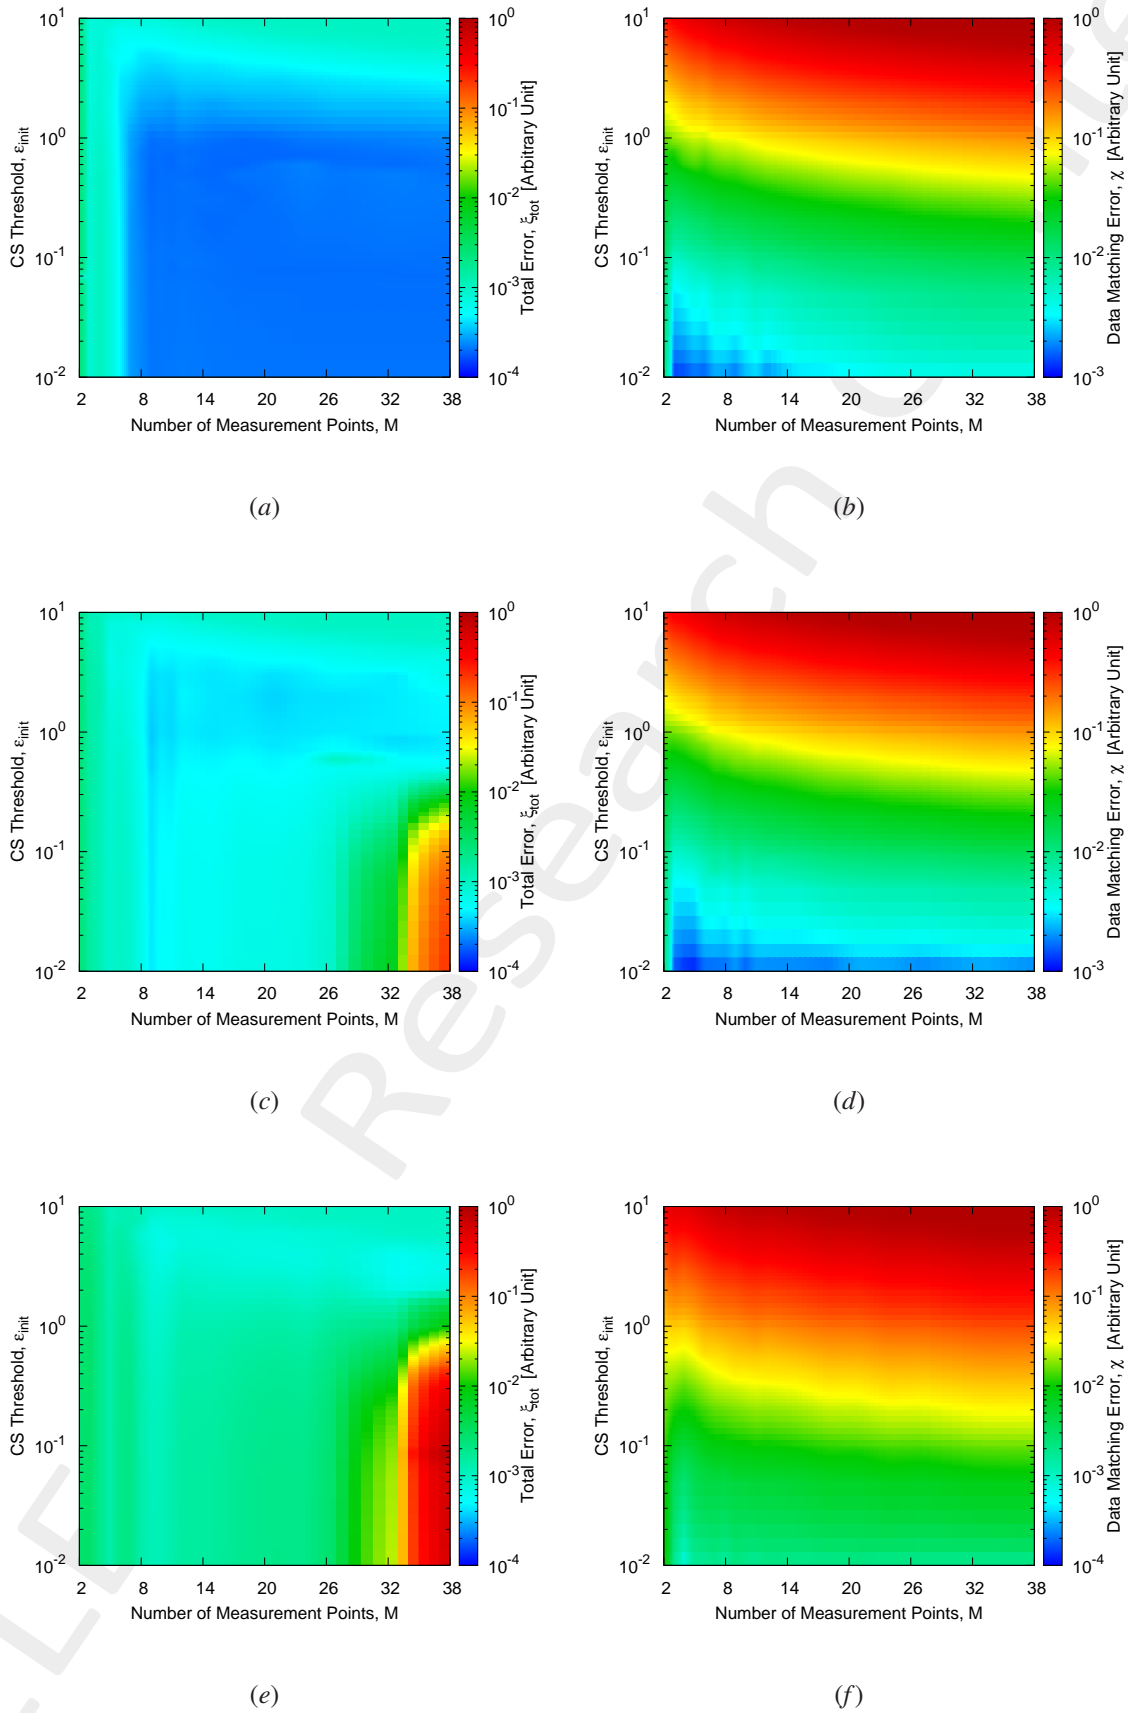 10^1
10^0
10^-1
10^-2
2 8 14 20 26 32 38
CS Threshold, ε_init
Number of Measurement Points, M
10^0
10^-1
10^-2
10^-3
10^-4
Total Error, ξ_tot [Arbitrary Unit]
(a)
10^1
10^0
10^-1
10^-2
2 8 14 20 26 32 38
CS Threshold, ε_init
Number of Measurement Points, M
10^0
10^-1
10^-2
10^-3
Data Matching Error, χ [Arbitrary Unit]
(b)
10^1
10^0
10^-1
10^-2
2 8 14 20 26 32 38
CS Threshold, ε_init
Number of Measurement Points, M
10^0
10^-1
10^-2
10^-3
10^-4
Total Error, ξ_tot [Arbitrary Unit]
(c)
10^1
10^0
10^-1
10^-2
2 8 14 20 26 32 38
CS Threshold, ε_init
Number of Measurement Points, M
10^0
10^-1
10^-2
10^-3
Data Matching Error, χ [Arbitrary Unit]
(d)
10^1
10^0
10^-1
10^-2
2 8 14 20 26 32 38
CS Threshold, ε_init
Number of Measurement Points, M
10^0
10^-1
10^-2
10^-3
10^-4
Total Error, ξ_tot [Arbitrary Unit]
(e)
10^1
10^0
10^-1
10^-2
2 8 14 20 26 32 38
CS Threshold, ε_init
Number of Measurement Points, M
10^0
10^-1
10^-2
10^-3
10^-4
Data Matching Error, χ [Arbitrary Unit]
(f)
Research